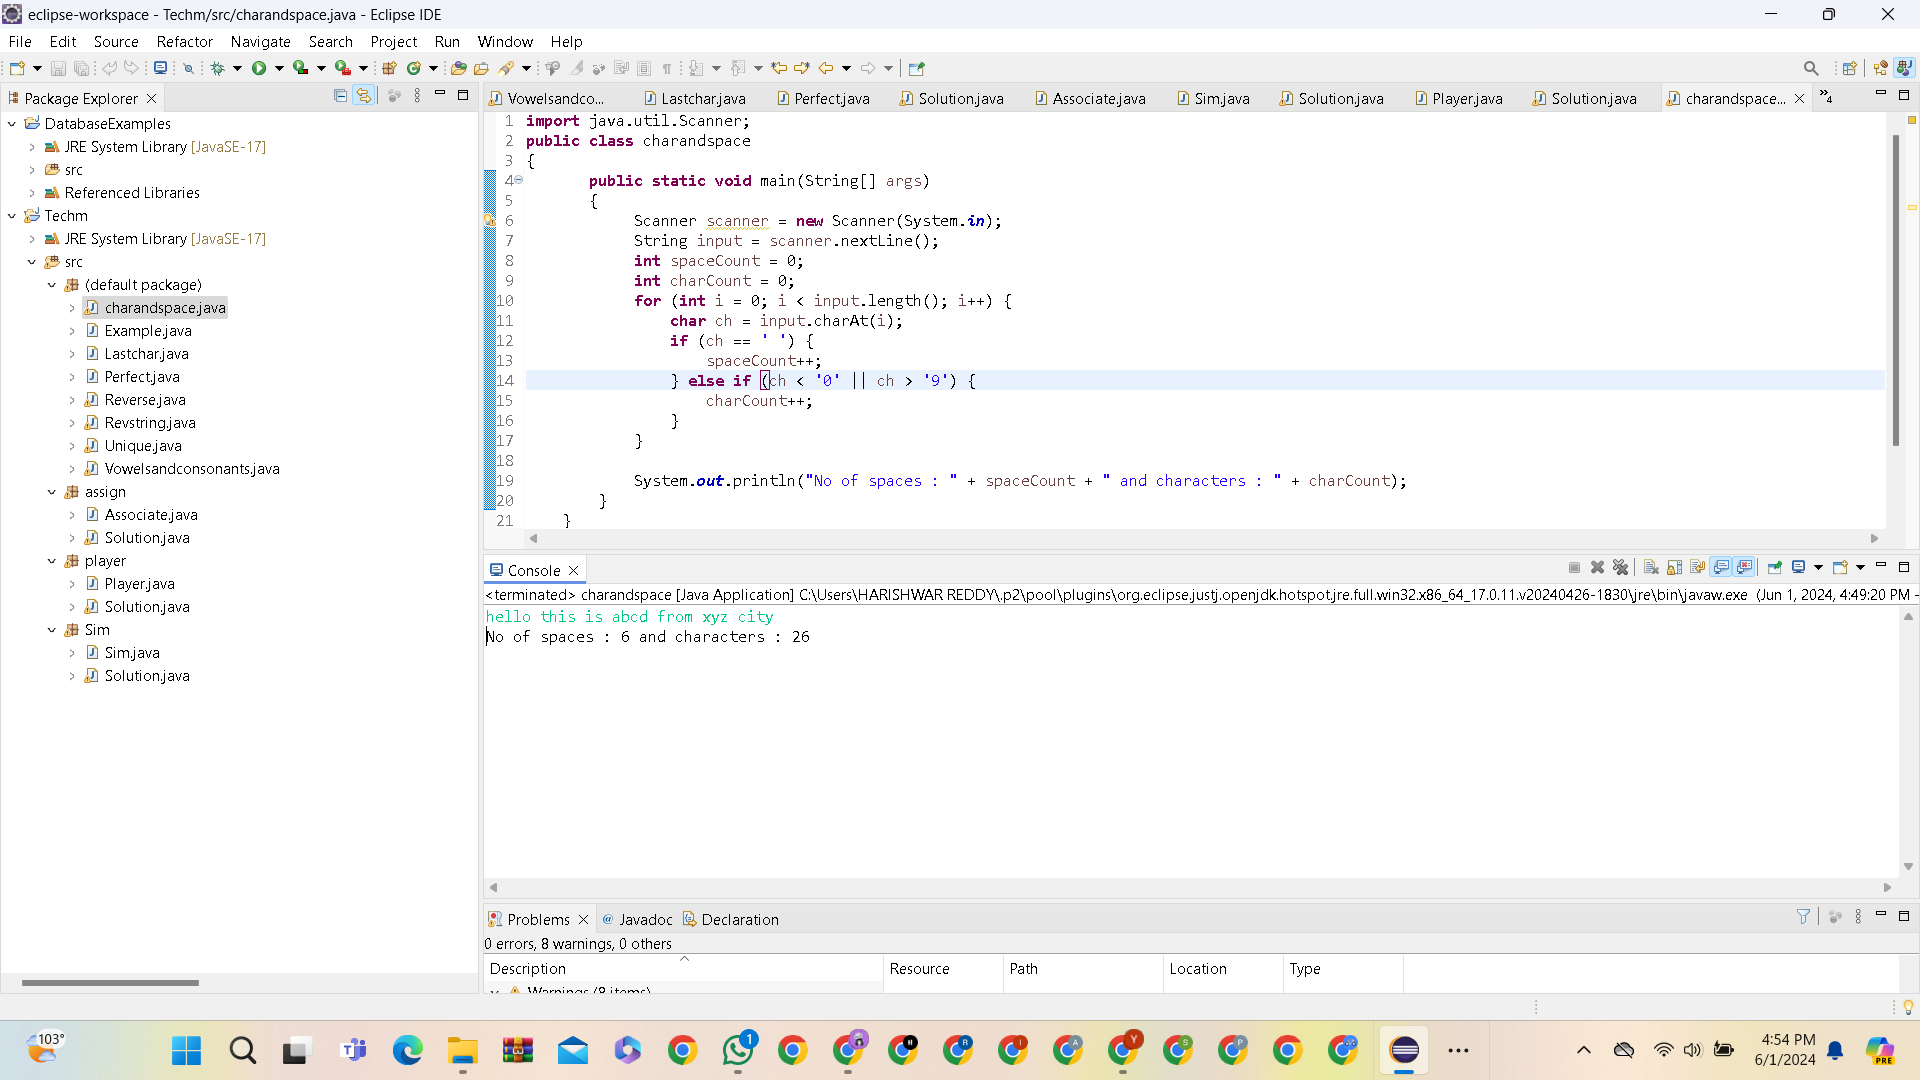 eclipse-workspace - Techm/src/charandspace.java - Eclipse IDE
File Edit Source Refactor Navigate Search Project Run Window Help
Package Explorer
DatabaseExamples
JRE System Library [JavaSE-17]
src
Referenced Libraries
Techm
JRE System Library [JavaSE-17]
src
(default package)
charandspace.java
Example.java
Lastchar.java
Perfect.java
Reverse.java
Revstring.java
Unique.java
Vowelsandconsonants.java
assign
Associate.java
Solution.java
player
Player.java
Solution.java
Sim
Sim.java
Solution.java
Vowelsandco... Lastchar.java Perfect.java Solution.java Associate.java Sim.java Solution.java Player.java Solution.java charandspace... 4
1 import java.util.Scanner;
2 public class charandspace
3 {
4 public static void main(String[] args)
5 {
6 Scanner scanner = new Scanner(System.in);
7 String input = scanner.nextLine();
8 int spaceCount = 0;
9 int charCount = 0;
10 for (int i = 0; i < input.length(); i++) {
11 char ch = input.charAt(i);
12 if (ch == ' ') {
13 spaceCount++;
14 } else if (ch < '0' || ch > '9') {
15 charCount++;
16 }
17 }
18
19 System.out.println("No of spaces : " + spaceCount + " and characters : " + charCount);
20 }
21 }
Console
<terminated> charandspace [Java Application] C:\Users\HARISHWAR REDDY\.p2\pool\plugins\org.eclipse.justj.openjdk.hotspot.jre.full.win32.x86_64_17.0.11.v20240426-1830\jre\bin\javaw.exe (Jun 1, 2024, 4:49:20 PM -
hello this is abcd from xyz city
No of spaces : 6 and characters : 26
Problems @ Javadoc Declaration
0 errors, 8 warnings, 0 others
Description Resource Path Location Type
Warnings (8 items)
103°
1
H R I A Y S P
4:54 PM
6/1/2024
PRE